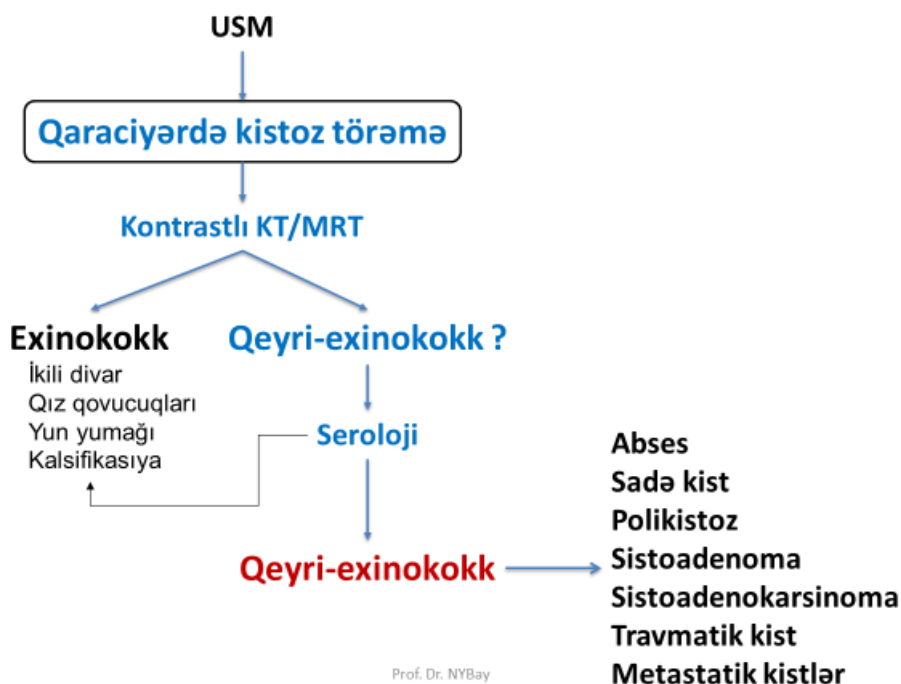 USM
Qaraciyərdə kistoz törəmə
Kontrastlı KT/MRT
Exinokokk
İkili divar
Qız qovucuqları
Yun yumağı
Kalsifikasıya
Qeyri-exinokokk ?
Seroloji
Qeyri-exinokokk
Abses
Sadə kist
Polikistoz
Sistoadenoma
Sistoadenokarsinoma
Travmatik kist
Metastatik kistlər
Prof. Dr. NYBay